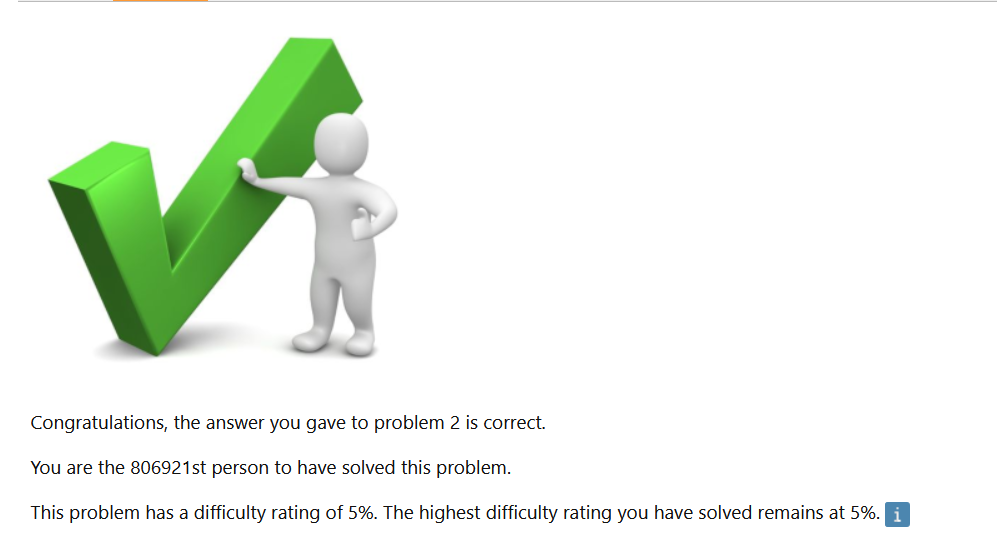 Congratulations, the answer you gave to problem 2 is correct.
You are the 806921st person to have solved this problem.
This problem has a difficulty rating of 5%. The highest difficulty rating you have solved remains at 5%. i